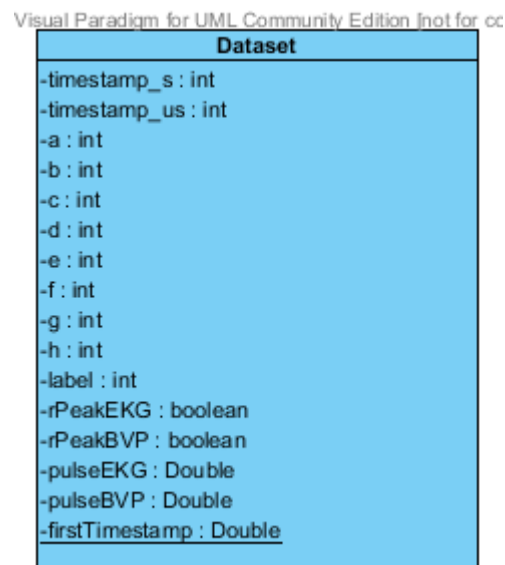 Visual Paradigm for UML Community Edition [not for co
Dataset
-timestamp_s : int
-timestamp_us : int
-a : int
-b : int
-c : int
-d : int
-e : int
-f : int
-g : int
-h : int
-label : int
-rPeakEKG : boolean
-rPeakBVP : boolean
-pulseEKG : Double
-pulseBVP : Double
-firstTimestamp : Double